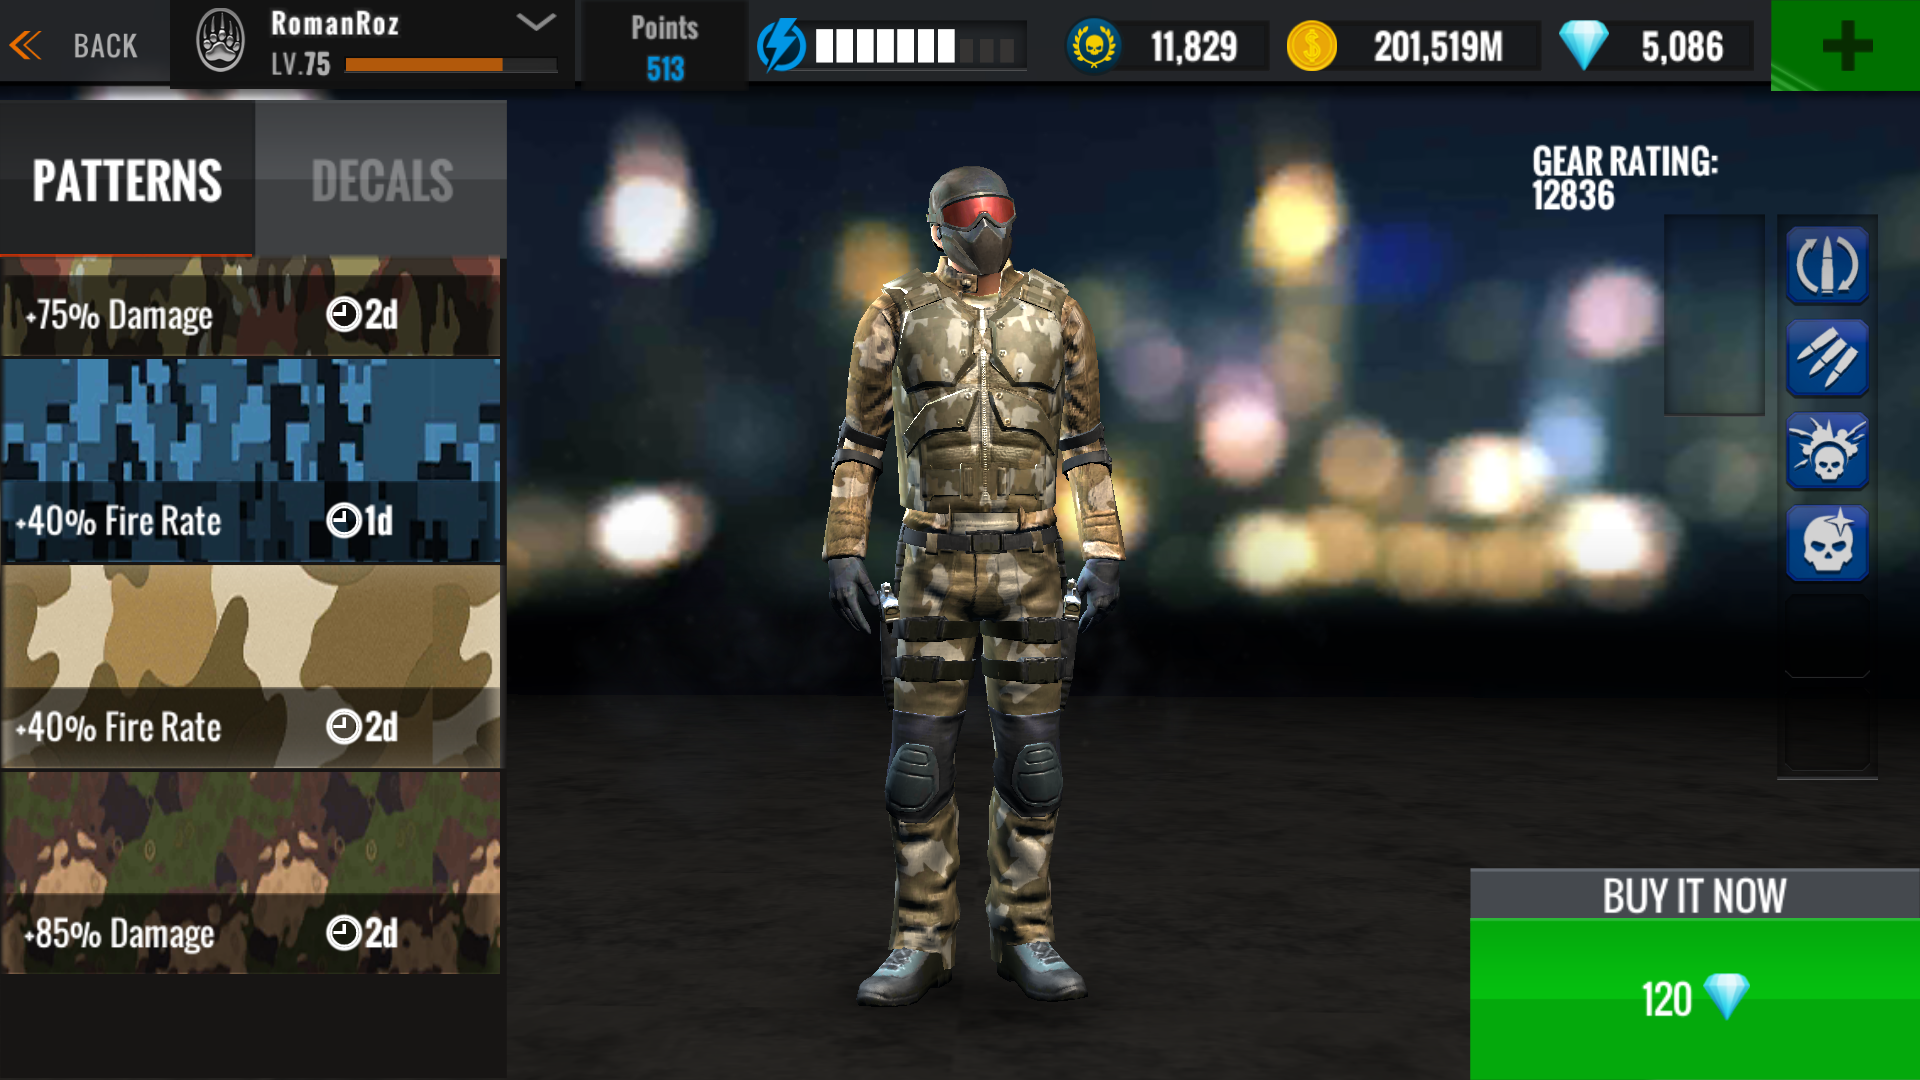 BACK
RomanRoz
LV.75
Points
513
11,829
201,519M
5,086
PATTERNS
DECALS
+75% Damage
2d
+40% Fire Rate
1d
+40% Fire Rate
2d
+85% Damage
2d
GEAR RATING:
12836
BUY IT NOW
120